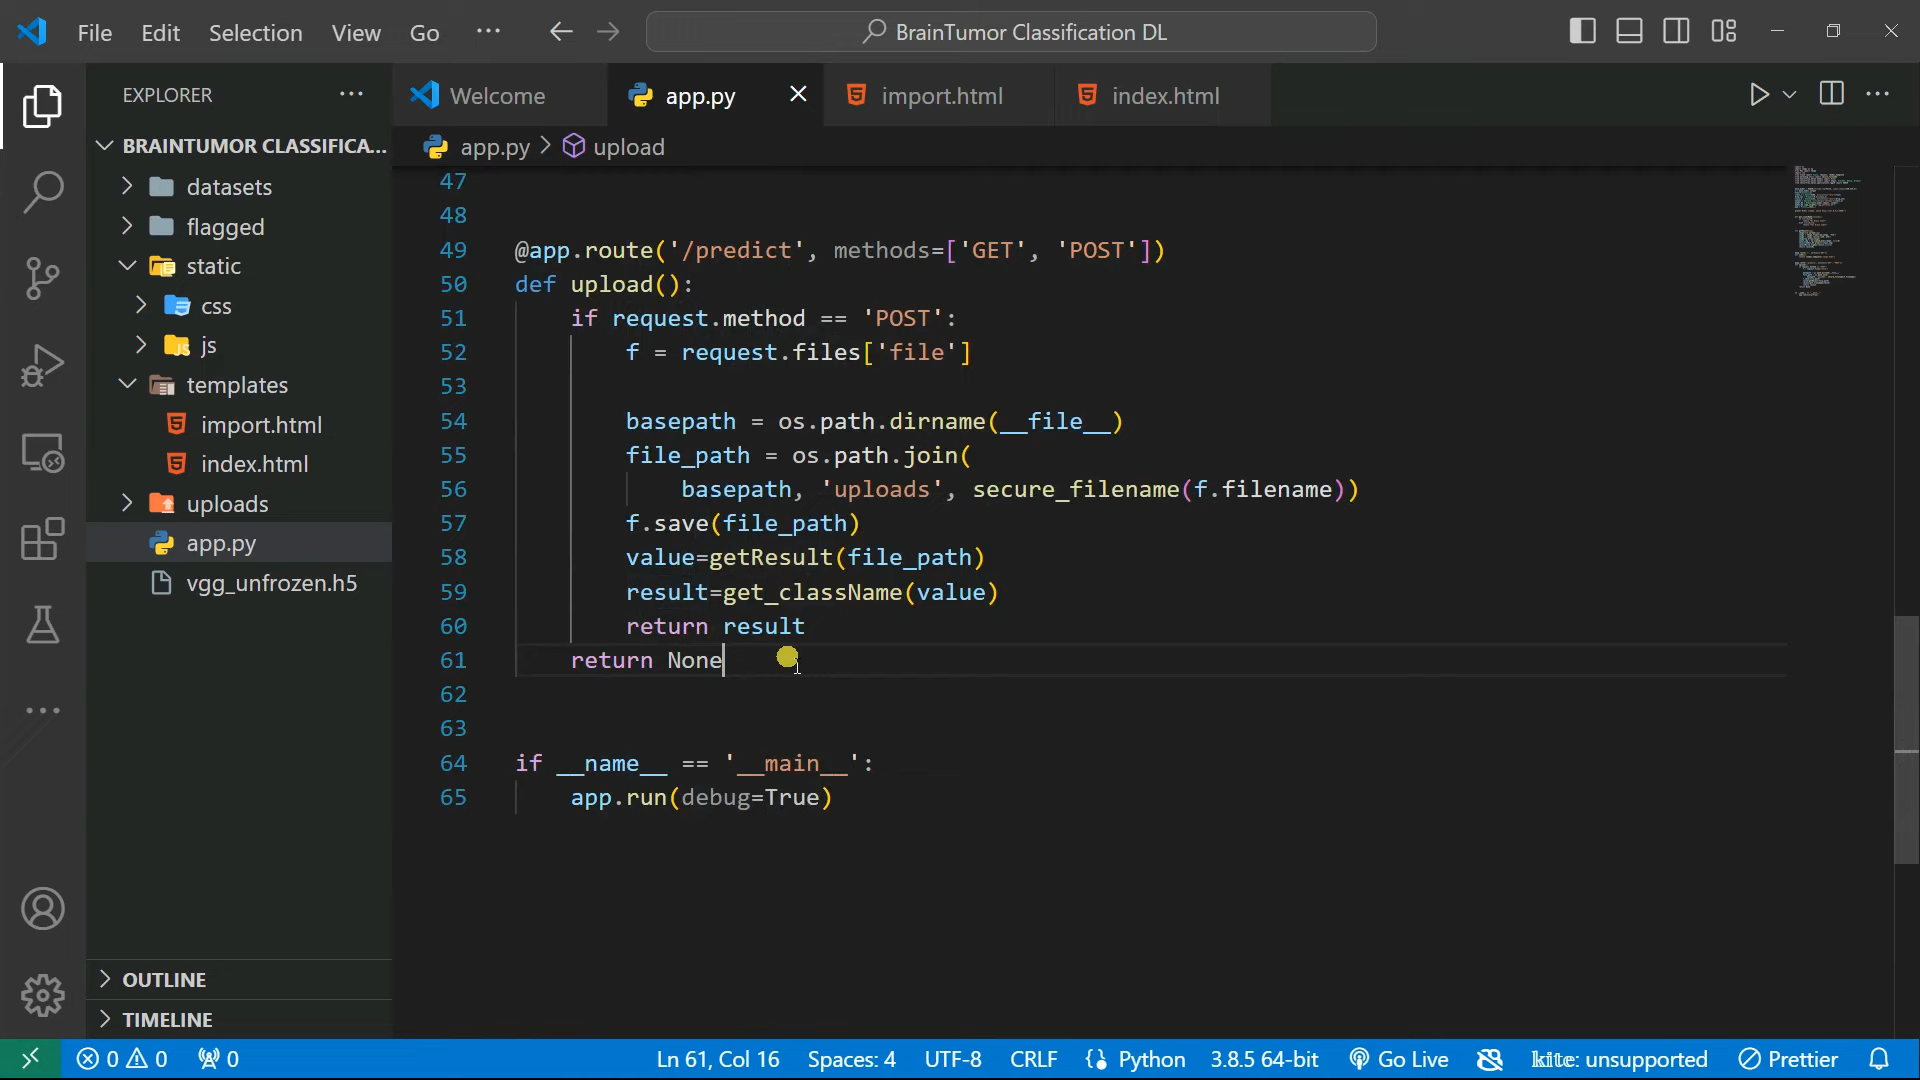 File Edit Selection View Go ··· BrainTumor Classification DL
EXPLORER ···
Welcome app.py import.html index.html
BRAINTUMOR CLASSIFICA...
datasets
flagged
static
css
js
templates
import.html
index.html
uploads
app.py
vgg_unfrozen.h5
OUTLINE
TIMELINE
app.py > upload
47
48
49 @app.route('/predict', methods=['GET', 'POST'])
50 def upload():
51 if request.method == 'POST':
52 f = request.files['file']
53
54 basepath = os.path.dirname(__file__)
55 file_path = os.path.join(
56 basepath, 'uploads', secure_filename(f.filename))
57 f.save(file_path)
58 value=getResult(file_path)
59 result=get_className(value)
60 return result
61 return None
62
63
64 if __name__ == '__main__':
65 app.run(debug=True)
0 0 0 Ln 61, Col 16 Spaces: 4 UTF-8 CRLF Python 3.8.5 64-bit Go Live kite: unsupported Prettier